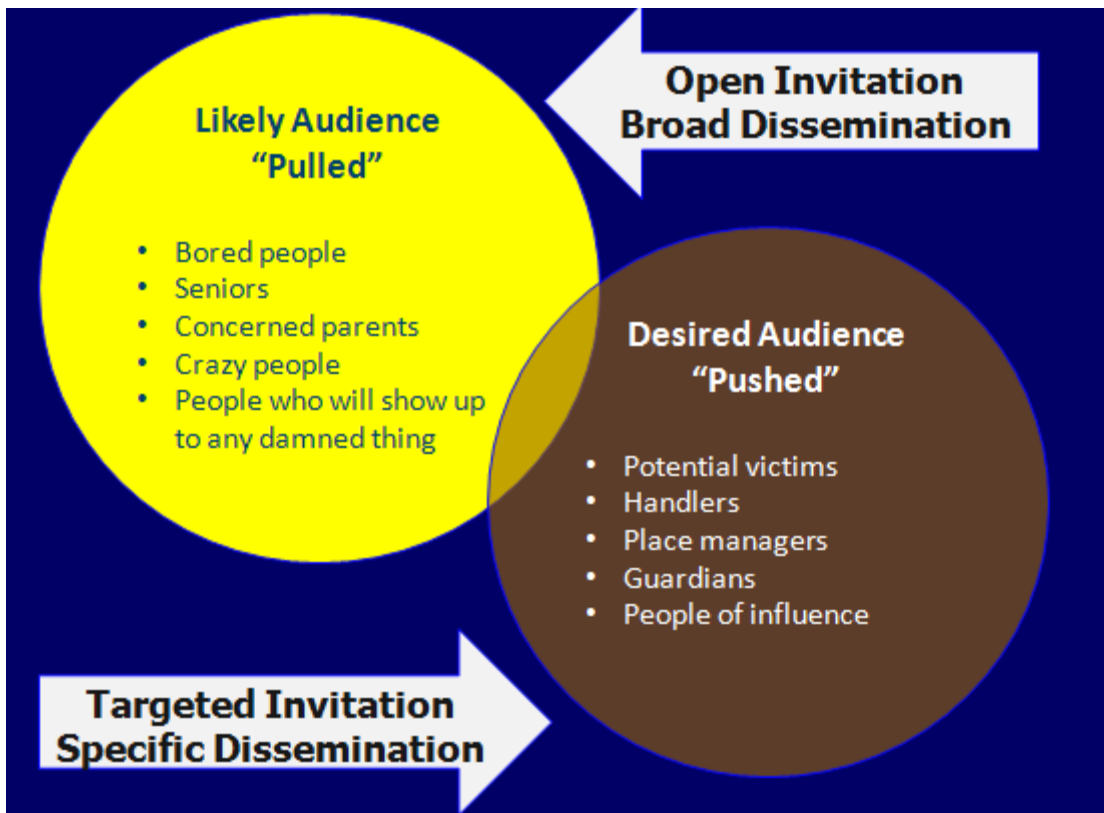 Open Invitation
Broad Dissemination
Likely Audience
“Pulled”
• Bored people
• Seniors
• Concerned parents
• Crazy people
• People who will show up
to any damned thing
Desired Audience
“Pushed”
• Potential victims
• Handlers
• Place managers
• Guardians
• People of influence
Targeted Invitation
Specific Dissemination